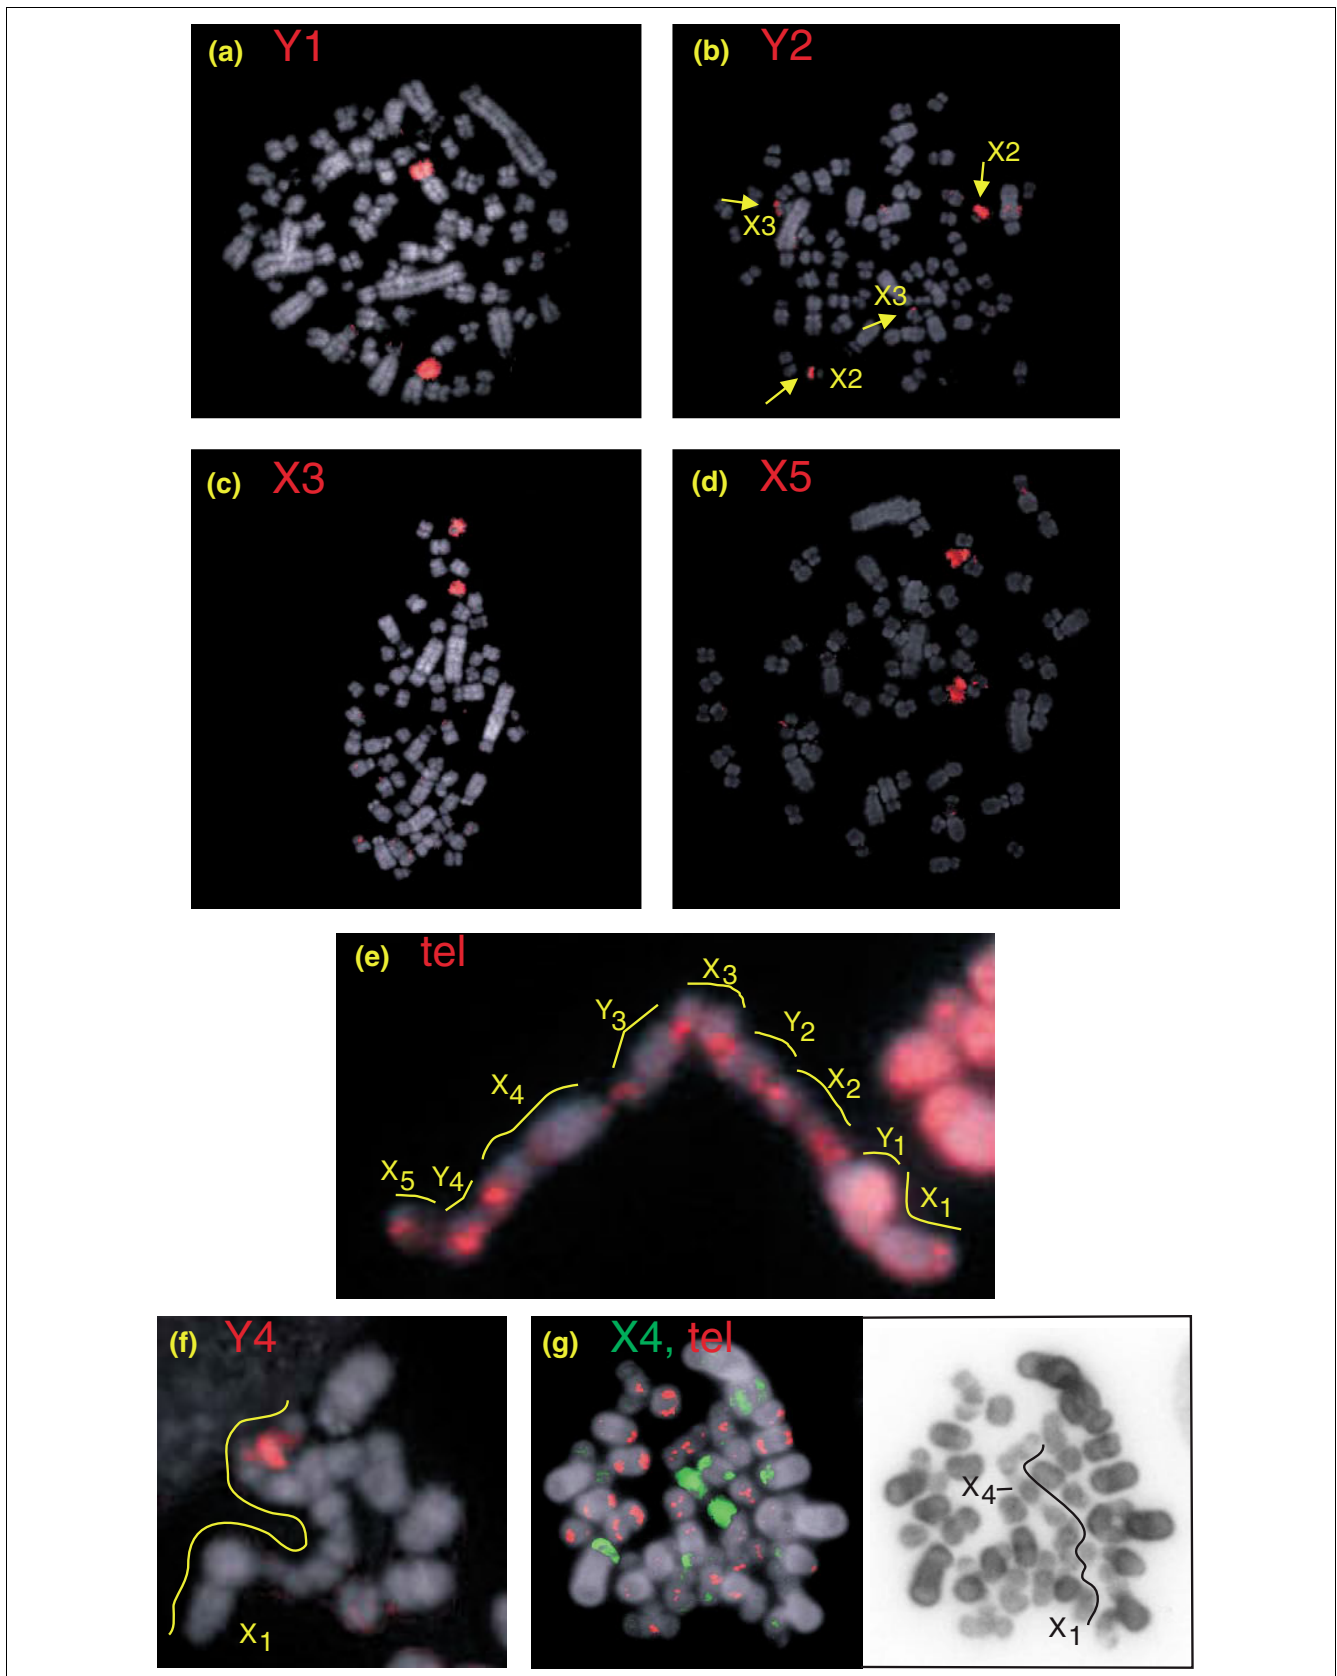 (a) Y1
(b) Y2
X2
X3
X3
X2
(c) X3
(d) X5
(e) tel
X3
Y3
Y2
X4
X2
Y1
X5
Y4
X1
(f) Y4
X1
(g) X4, tel
X4
X1